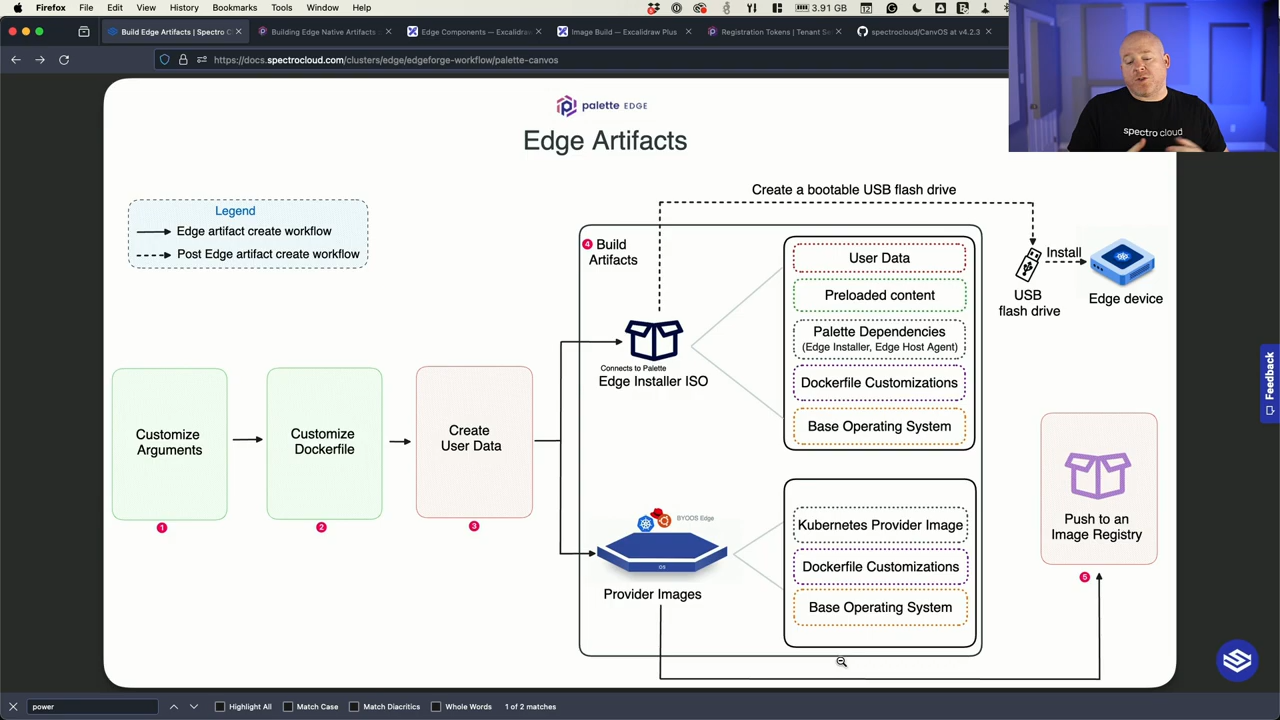 Firefox File Edit View History Bookmarks Tools Window Help
3.91 GB
Build Edge Artifacts | Spectro C
Building Edge Native Artifacts
Edge Components — Excalidraw
Image Build — Excalidraw Plus
Registration Tokens | Tenant Se
spectrocloud/CanvOS at v4.2.3
https://docs.spectrocloud.com/clusters/edge/edgeforge-workflow/palette-canvos
spectro cloud
palette EDGE
Edge Artifacts
Legend
Edge artifact create workflow
Post Edge artifact create workflow
Create a bootable USB flash drive
4 Build
Artifacts
User Data
Preloaded content
Palette Dependencies
(Edge Installer, Edge Host Agent)
Dockerfile Customizations
Base Operating System
Install
USB
flash drive
Edge device
Connects to Palette
Edge Installer ISO
Customize
Arguments
1
Customize
Dockerfile
2
Create
User Data
3
BYOOS Edge
OS
Provider Images
Kubernetes Provider Image
Dockerfile Customizations
Base Operating System
Push to an
Image Registry
5
Feedback
power
Highlight All
Match Case
Match Diacritics
Whole Words
1 of 2 matches